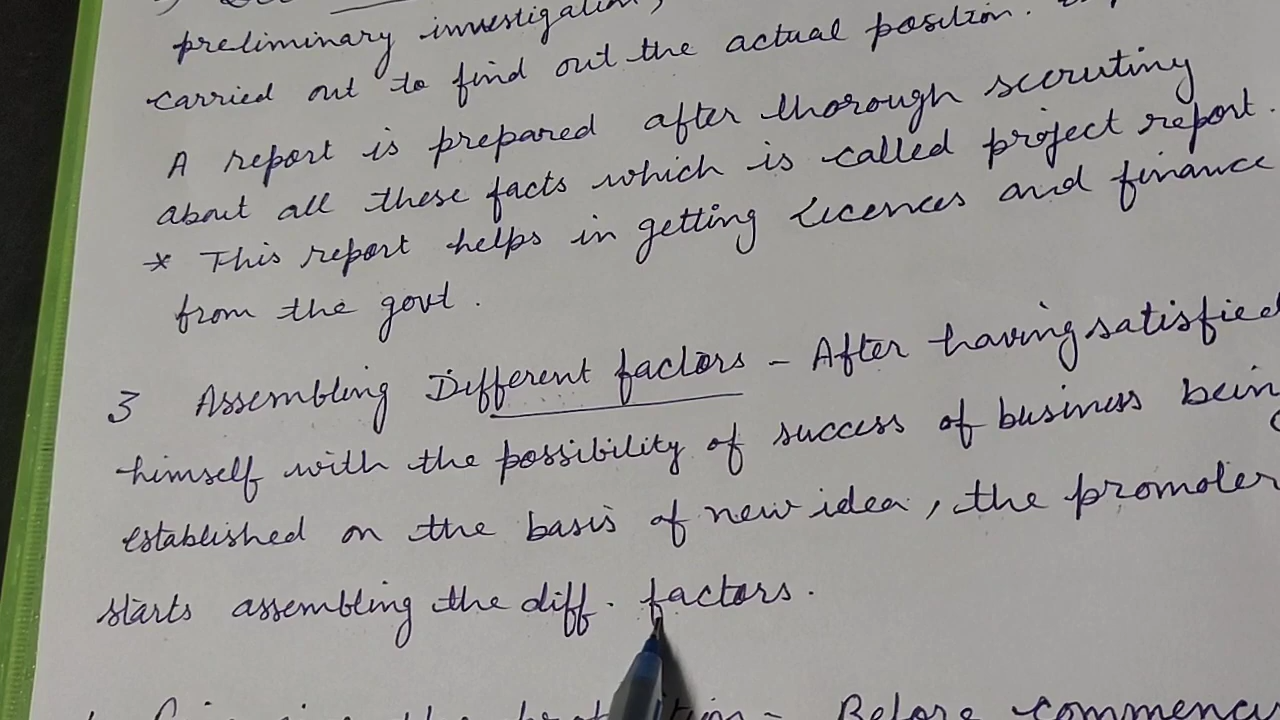 preliminary investigation,
carried out to find out the actual position.
A report is prepared after thorough scrutiny
about all these facts which is called project report.
* This report helps in getting licences and finance
from the govt.
3 Assembling Different factors - After having satisfied
himself with the possibility of success of business being
established on the basis of new idea, the promoter
starts assembling the diff. factors.
the - Before commenc